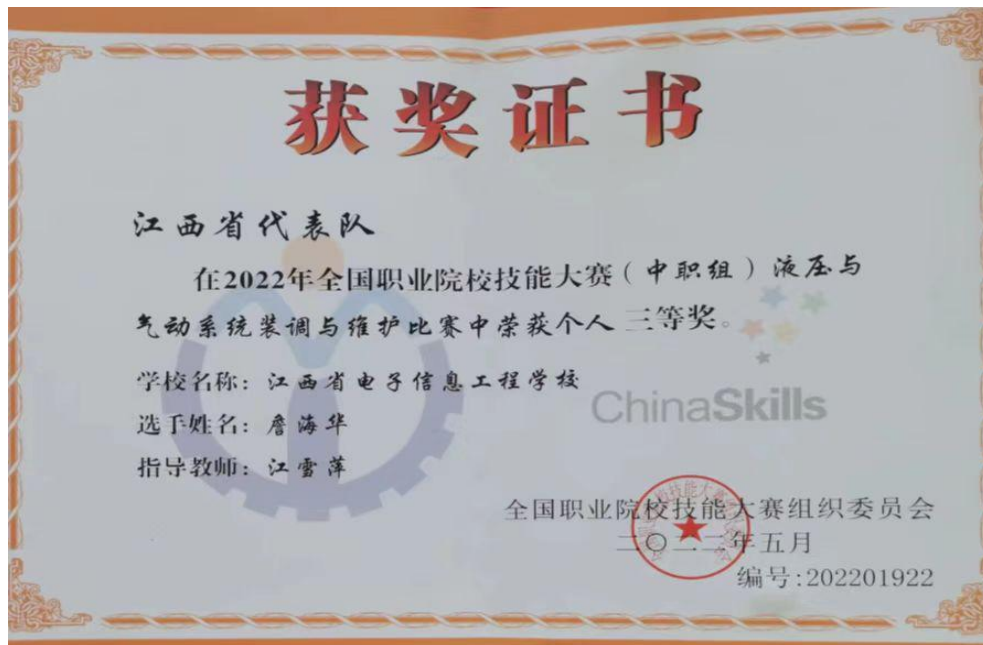 获奖证书
江西省代表队
在2022年全国职业院校技能大赛(中职组)液压与
气动系统装调与维护比赛中荣获个人 三等奖。
学校名称:江西省电子信息工程学校
ChinaSkills
选手姓名:詹海华
指导教师:江雪萍
全国职业院校技能大赛组织委员会
二〇二二年五月
编号:202201922